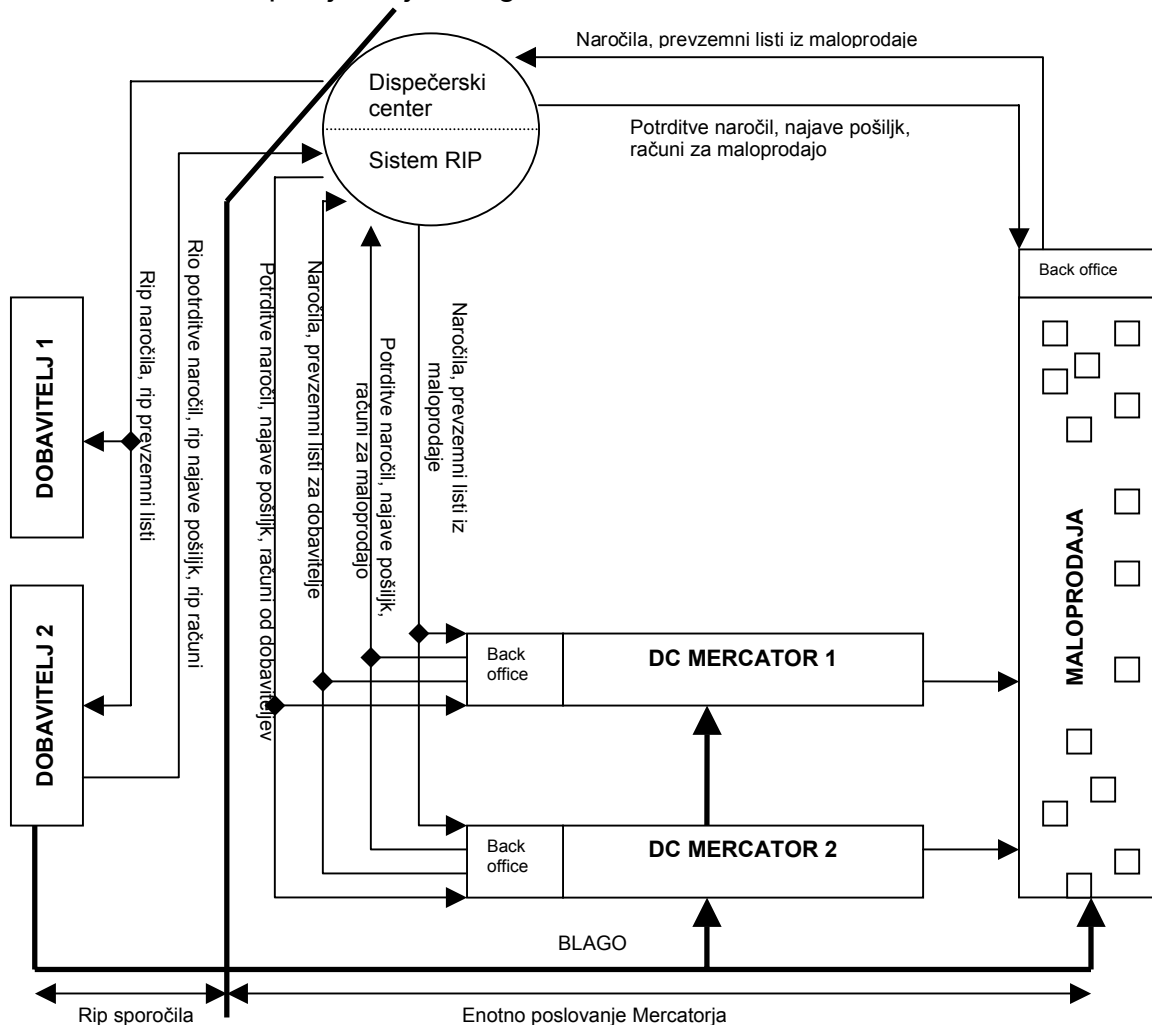 Naročila, prevzemni listi iz maloprodaje
Dispečerski
center
Sistem RIP
Potrditve naročil, najave pošiljk,
računi za maloprodajo
Back office
DOBAVITELJ 1
DOBAVITELJ 2
Rip naročila, rip prevzemni listi
Rio potrditve naročil, rip najave pošiljk, rip računi
Potrditve naročil, najave pošiljk, računi od dobaviteljev
Naročila, prevzemni listi za dobavitelje
Potrditve naročil, najave pošiljk,
računi za maloprodajo
Naročila, prevzemni listi iz
maloprodaje
MALOPRODAJA
Back
office
DC MERCATOR 1
Back
office
DC MERCATOR 2
BLAGO
Rip sporočila
Enotno poslovanje Mercatorja